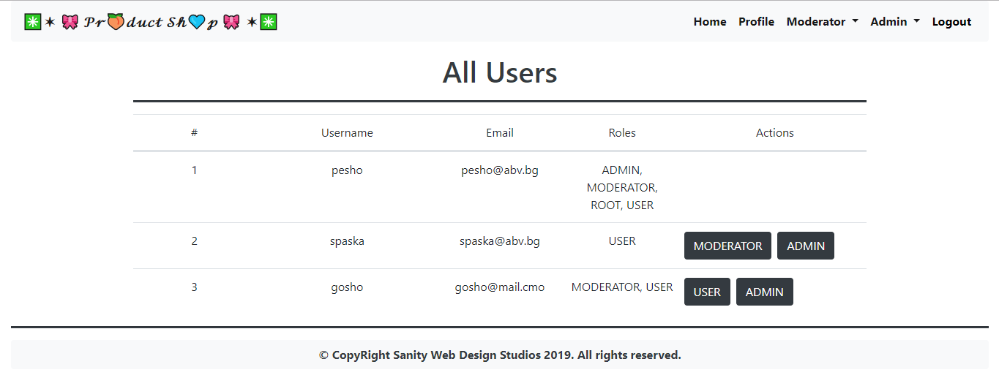 ✳️✶ 🎀 𝒫𝓇🍑𝒹𝓊𝒸𝓉 𝒮𝒽💙𝓅 🎀 ✶✳️ Home Profile Moderator Admin Logout
All Users
# Username Email Roles Actions
1 pesho pesho@abv.bg ADMIN,
MODERATOR,
ROOT, USER
2 spaska spaska@abv.bg USER MODERATOR ADMIN
3 gosho gosho@mail.cmo MODERATOR, USER USER ADMIN
© CopyRight Sanity Web Design Studios 2019. All rights reserved.